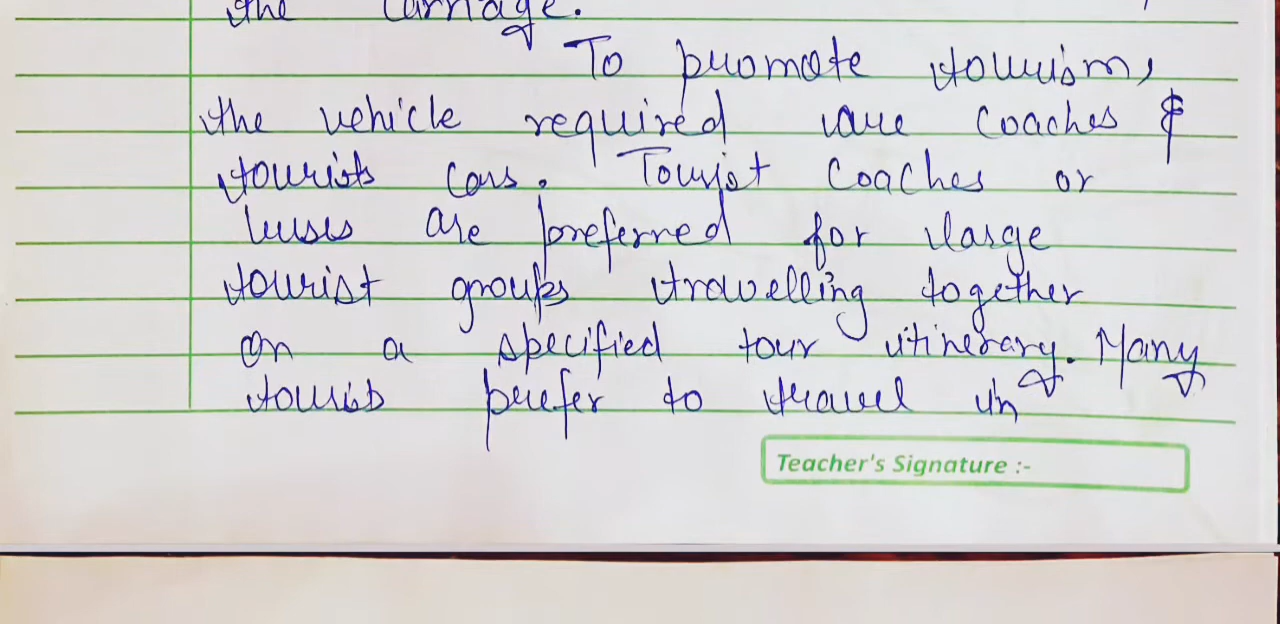 the carriage.
To promote tourism,
the vehicle required are coaches &
tourists cars. Tourist coaches or
buses are preferred for large
tourist groups travelling together
on a specified tour itinerary. Many
tourists prefer to travel in
Teacher's Signature :-